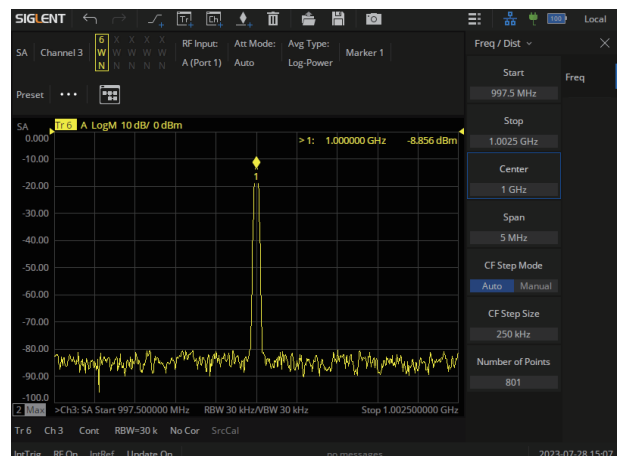 SIGLENT Tr Ch 100 Local
SA Channel 3 6 X X X X RF Input: Att Mode: Avg Type: Marker 1
W W W W W
N N N N N A (Port 1) Auto Log-Power
Preset •••
SA Tr 6 A LogM 10 dB/ 0 dBm
> 1: 1.000000 GHz -8.856 dBm
1
0.000
-10.00
-20.00
-30.00
-40.00
-50.00
-60.00
-70.00
-80.00
-90.00
-100.0
2 Max >Ch3: SA Start 997.500000 MHz RBW 30 kHz/VBW 30 kHz Stop 1.002500000 GHz
Tr 6 Ch 3 Cont RBW=30 k No Cor SrcCal
IntTrig RF On IntRef Update On no messages 2023-07-28 15:07
Freq / Dist
Freq
Start
997.5 MHz
Stop
1.0025 GHz
Center
1 GHz
Span
5 MHz
CF Step Mode
Auto Manual
CF Step Size
250 kHz
Number of Points
801